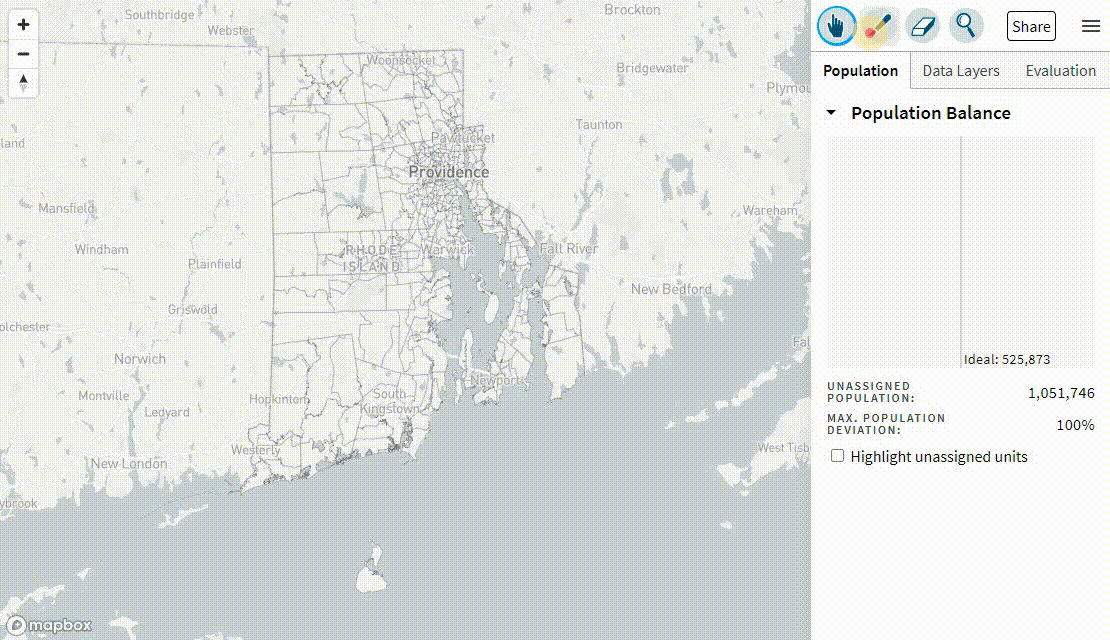 Southbridge
Brockton
Webster
Woonsocket
Bridgewater
Plymou
Taunton
land
Pawtucket
Providence
Mansfield
Wareham
Windham
RHODE
ISLAND
Warwick
Fall River
Plainfield
New Bedford
Griswold
olchester
Fal
Norwich
Newport
Montville
Hopkinton
South
Kingstown
Ledyard
Westerly
West Tisb
New London
ybrook
mapbox
Share
Population
Data Layers
Evaluation
Population Balance
Ideal: 525,873
UNASSIGNED
POPULATION:
1,051,746
MAX. POPULATION
DEVIATION:
100%
Highlight unassigned units